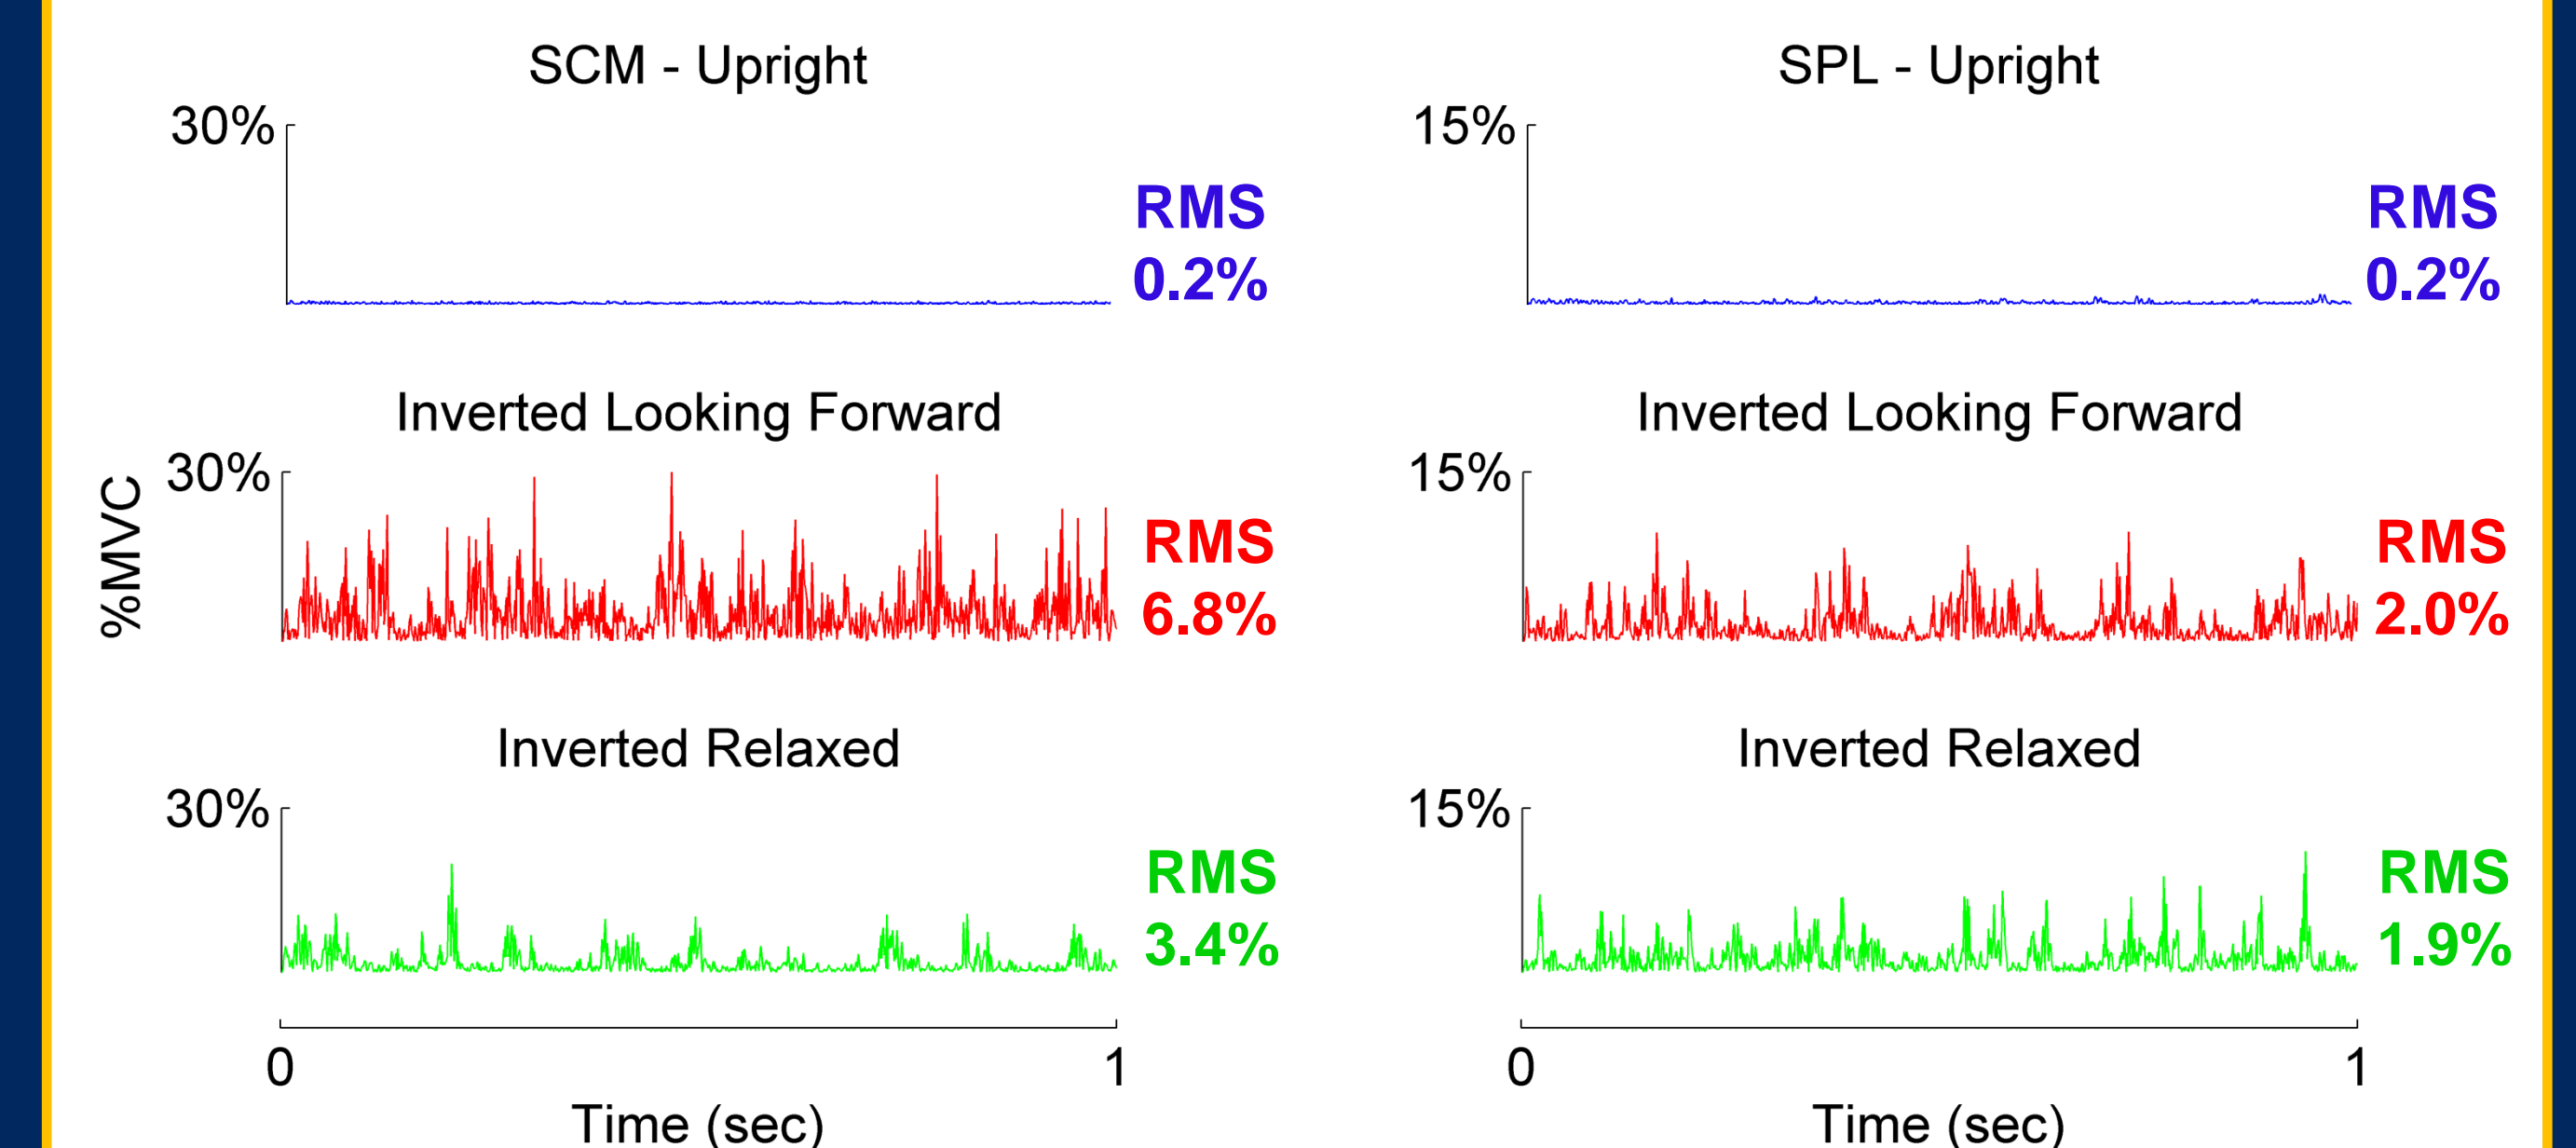 SCM - Upright
30%
RMS
0.2%
Inverted Looking Forward
%MVC
30%
RMS
6.8%
Inverted Relaxed
30%
RMS
3.4%
0 1
Time (sec)
SPL - Upright
15%
RMS
0.2%
Inverted Looking Forward
15%
RMS
2.0%
Inverted Relaxed
15%
RMS
1.9%
0 1
Time (sec)